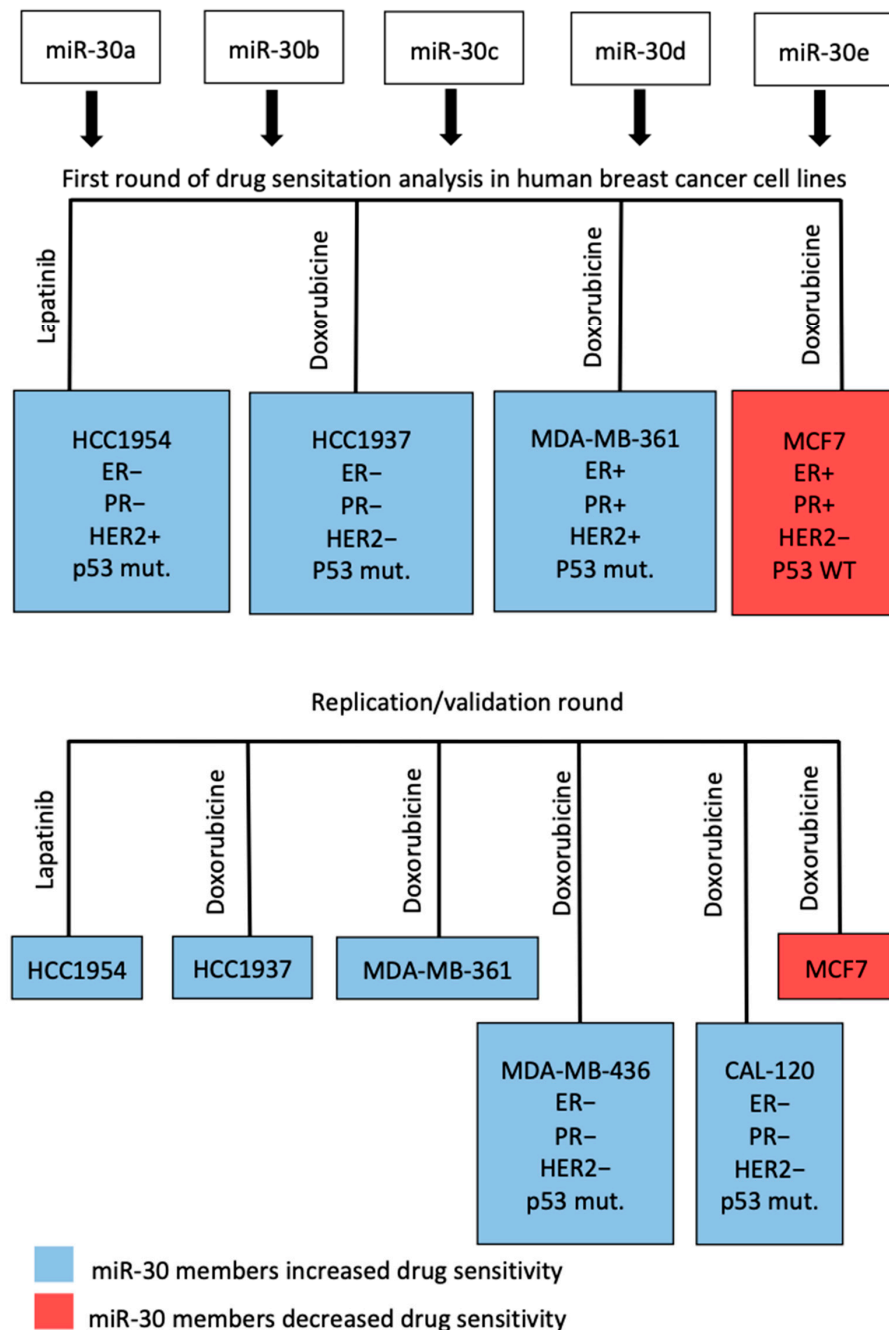 miR-30a
miR-30b
miR-30c
miR-30d
miR-30e
First round of drug sensitation analysis in human breast cancer cell lines
Lapatinib
Doxorubicine
Doxorubicine
Doxorubicine
HCC1954
ER−
PR−
HER2+
p53 mut.
HCC1937
ER−
PR−
HER2−
P53 mut.
MDA-MB-361
ER+
PR+
HER2+
P53 mut.
MCF7
ER+
PR+
HER2−
P53 WT
Replication/validation round
Lapatinib
Doxorubicine
Doxorubicine
Doxorubicine
Doxorubicine
Doxorubicine
HCC1954
HCC1937
MDA-MB-361
MCF7
MDA-MB-436
ER−
PR−
HER2−
p53 mut.
CAL-120
ER−
PR−
HER2−
p53 mut.
miR-30 members increased drug sensitivity
miR-30 members decreased drug sensitivity